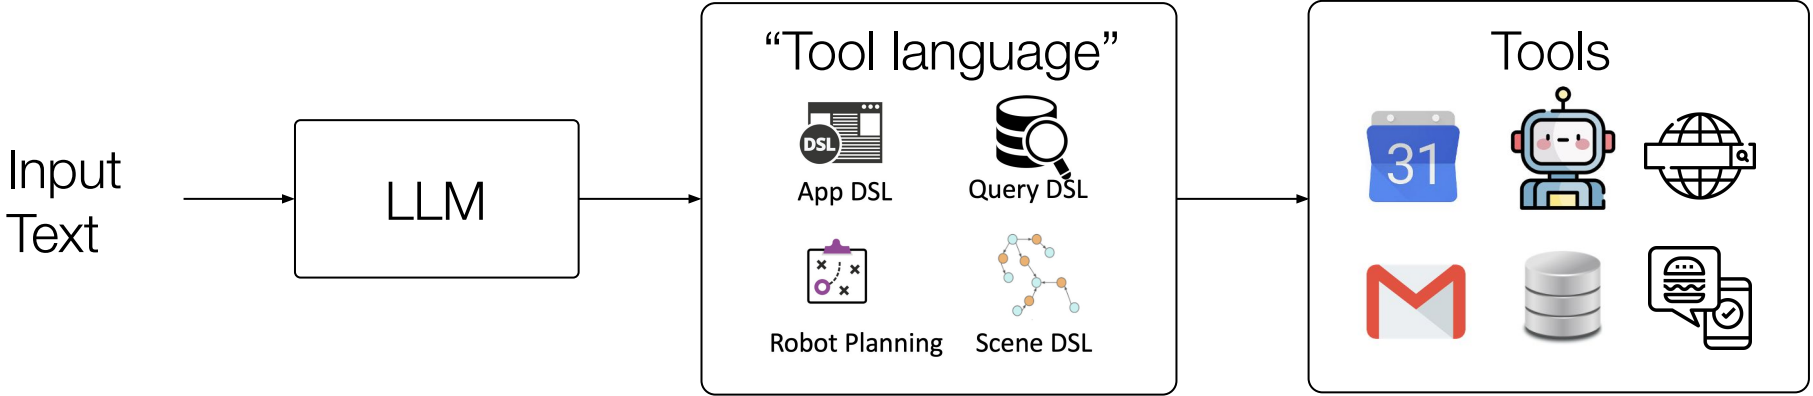 Input
Text
LLM
“Tool language”
DSL
App DSL
Query DSL
Robot Planning
Scene DSL
Tools
31